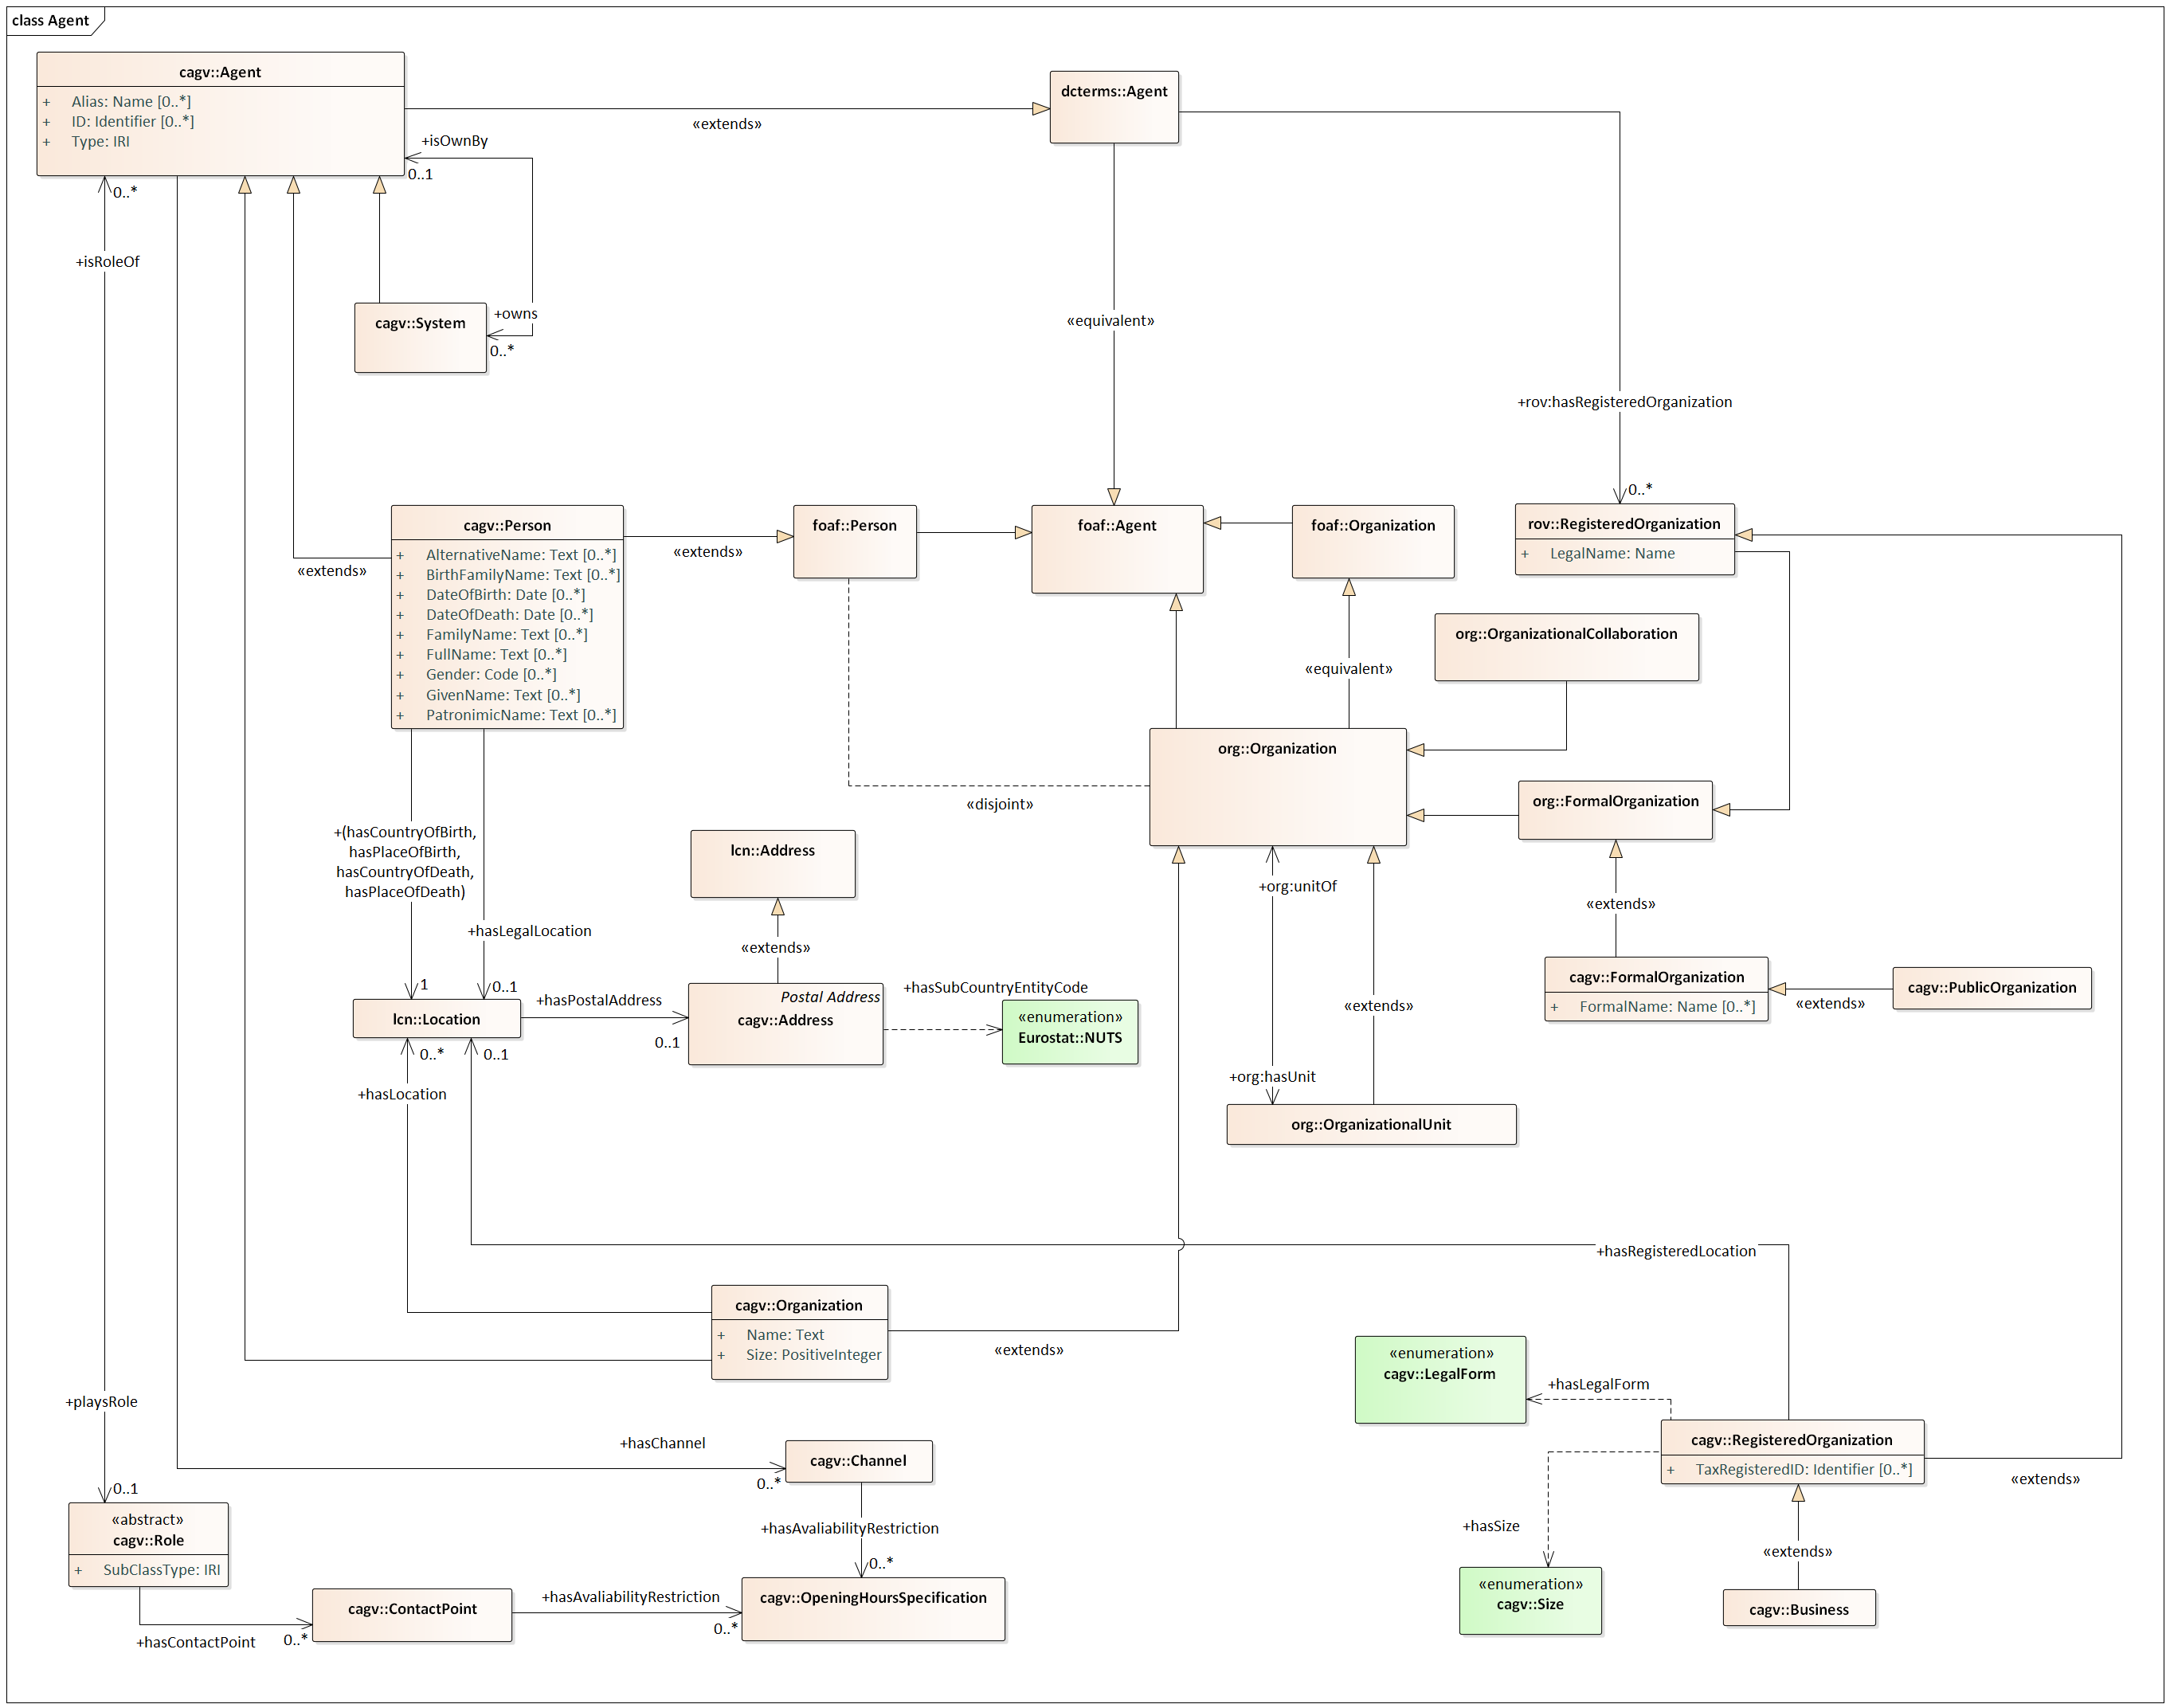 class Agent
cagv::Agent
+ Alias: Name [0..*]
+ ID: Identifier [0..*]
+ Type: IRI
dcterms::Agent
«extends»
+isOwnBy
0..1
0..*
+isRoleOf
cagv::System
+owns
0..*
«equivalent»
+rov:hasRegisteredOrganization
0..*
cagv::Person
+ AlternativeName: Text [0..*]
+ BirthFamilyName: Text [0..*]
+ DateOfBirth: Date [0..*]
+ DateOfDeath: Date [0..*]
+ FamilyName: Text [0..*]
+ FullName: Text [0..*]
+ Gender: Code [0..*]
+ GivenName: Text [0..*]
+ PatronimicName: Text [0..*]
«extends»
«extends»
foaf::Person
foaf::Agent
foaf::Organization
rov::RegisteredOrganization
+ LegalName: Name
org::OrganizationalCollaboration
«equivalent»
org::Organization
«disjoint»
org::FormalOrganization
+(hasCountryOfBirth,
hasPlaceOfBirth,
hasCountryOfDeath,
hasPlaceOfDeath)
lcn::Address
+org:unitOf
«extends»
+hasLegalLocation
«extends»
cagv::FormalOrganization
+ FormalName: Name [0..*]
«extends»
cagv::PublicOrganization
1
0..1
lcn::Location
+hasPostalAddress
0..1
Postal Address
cagv::Address
+hasSubCountryEntityCode
«enumeration»
Eurostat::NUTS
«extends»
0..*
0..1
+hasLocation
+org:hasUnit
org::OrganizationalUnit
+hasRegisteredLocation
cagv::Organization
+ Name: Text
+ Size: PositiveInteger
«extends»
«enumeration»
cagv::LegalForm
+hasLegalForm
+playsRole
0..1
+hasChannel
0..*
cagv::Channel
cagv::RegisteredOrganization
+ TaxRegisteredID: Identifier [0..*]
«extends»
«abstract»
cagv::Role
+ SubClassType: IRI
+hasAvaliabilityRestriction
0..*
+hasSize
«extends»
+hasContactPoint
0..*
cagv::ContactPoint
+hasAvaliabilityRestriction
0..*
cagv::OpeningHoursSpecification
«enumeration»
cagv::Size
cagv::Business